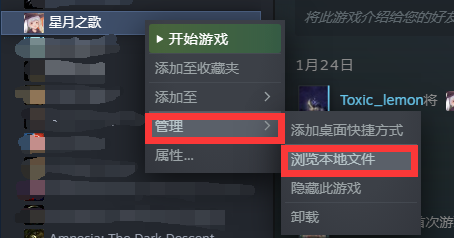 星月之歌
将此游戏介绍给您的好友
▶ 开始游戏
添加至收藏夹
1月24日
添加至
Toxic_lemon将
管理
添加桌面快捷方式
属性...
浏览本地文件
隐藏此游戏
首次游
卸载
Amnesia: The Dark Descent